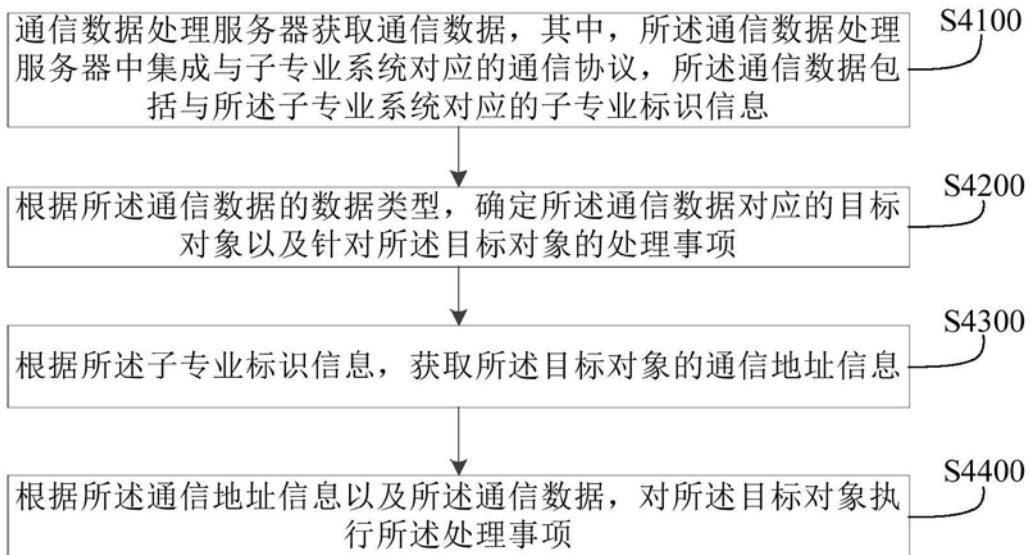 通信数据处理服务器获取通信数据，其中，所述通信数据处理
服务器中集成与子专业系统对应的通信协议，所述通信数据包
括与所述子专业系统对应的子专业标识信息
S4100
根据所述通信数据的数据类型，确定所述通信数据对应的目标
对象以及针对所述目标对象的处理事项
S4200
根据所述子专业标识信息，获取所述目标对象的通信地址信息
S4300
根据所述通信地址信息以及所述通信数据，对所述目标对象执
行所述处理事项
S4400